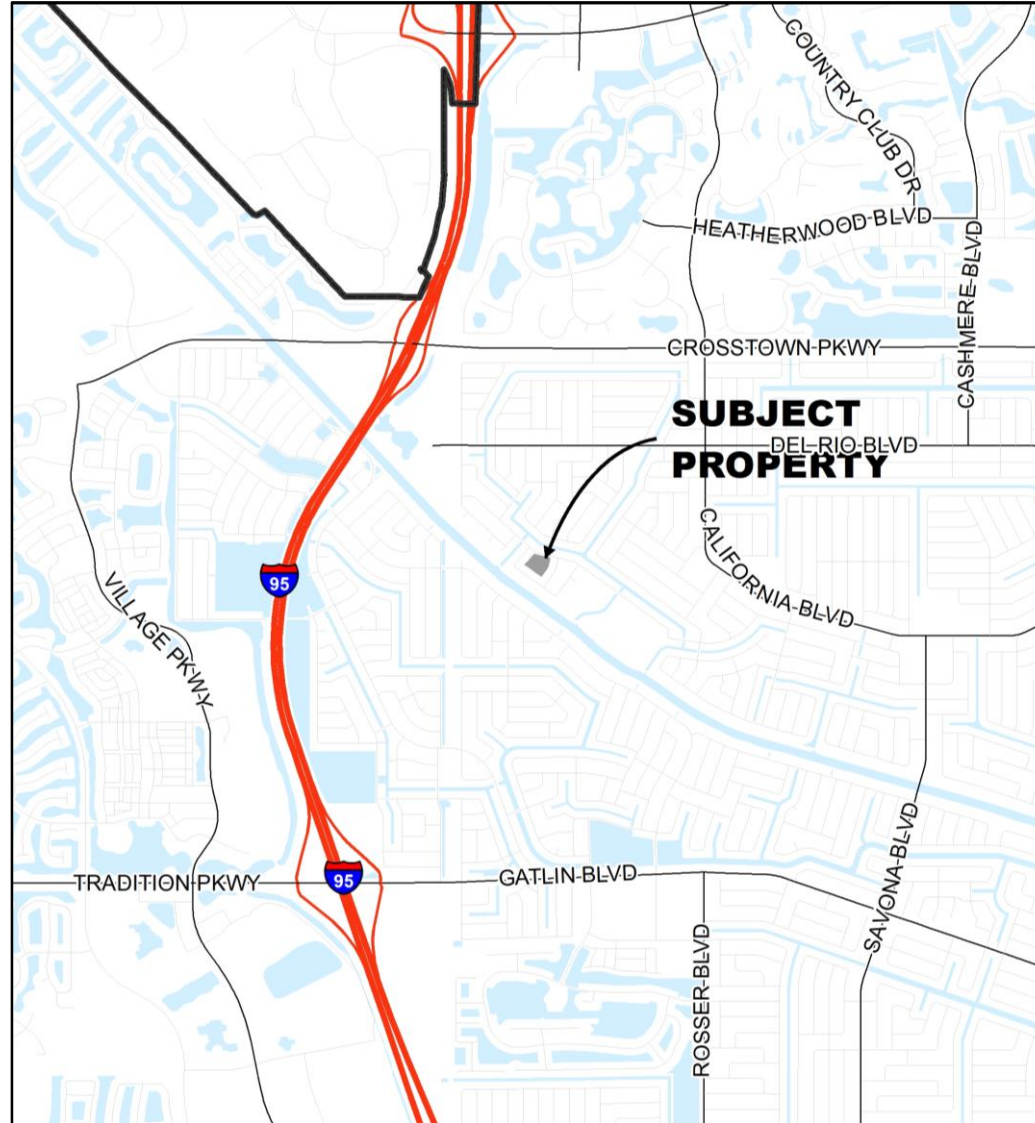 COUNTRY CLUB DR
HEATHERWOOD BLVD
CASHMERE BLVD
CROSSTOWN PKWY
SUBJECT
DEL RIO BLVD
PROPERTY
CALIFORNIA BLVD
95
VILLAGE PKWY
SAVONA BLVD
TRADITION PKWY
95
GATLIN BLVD
ROSSER BLVD